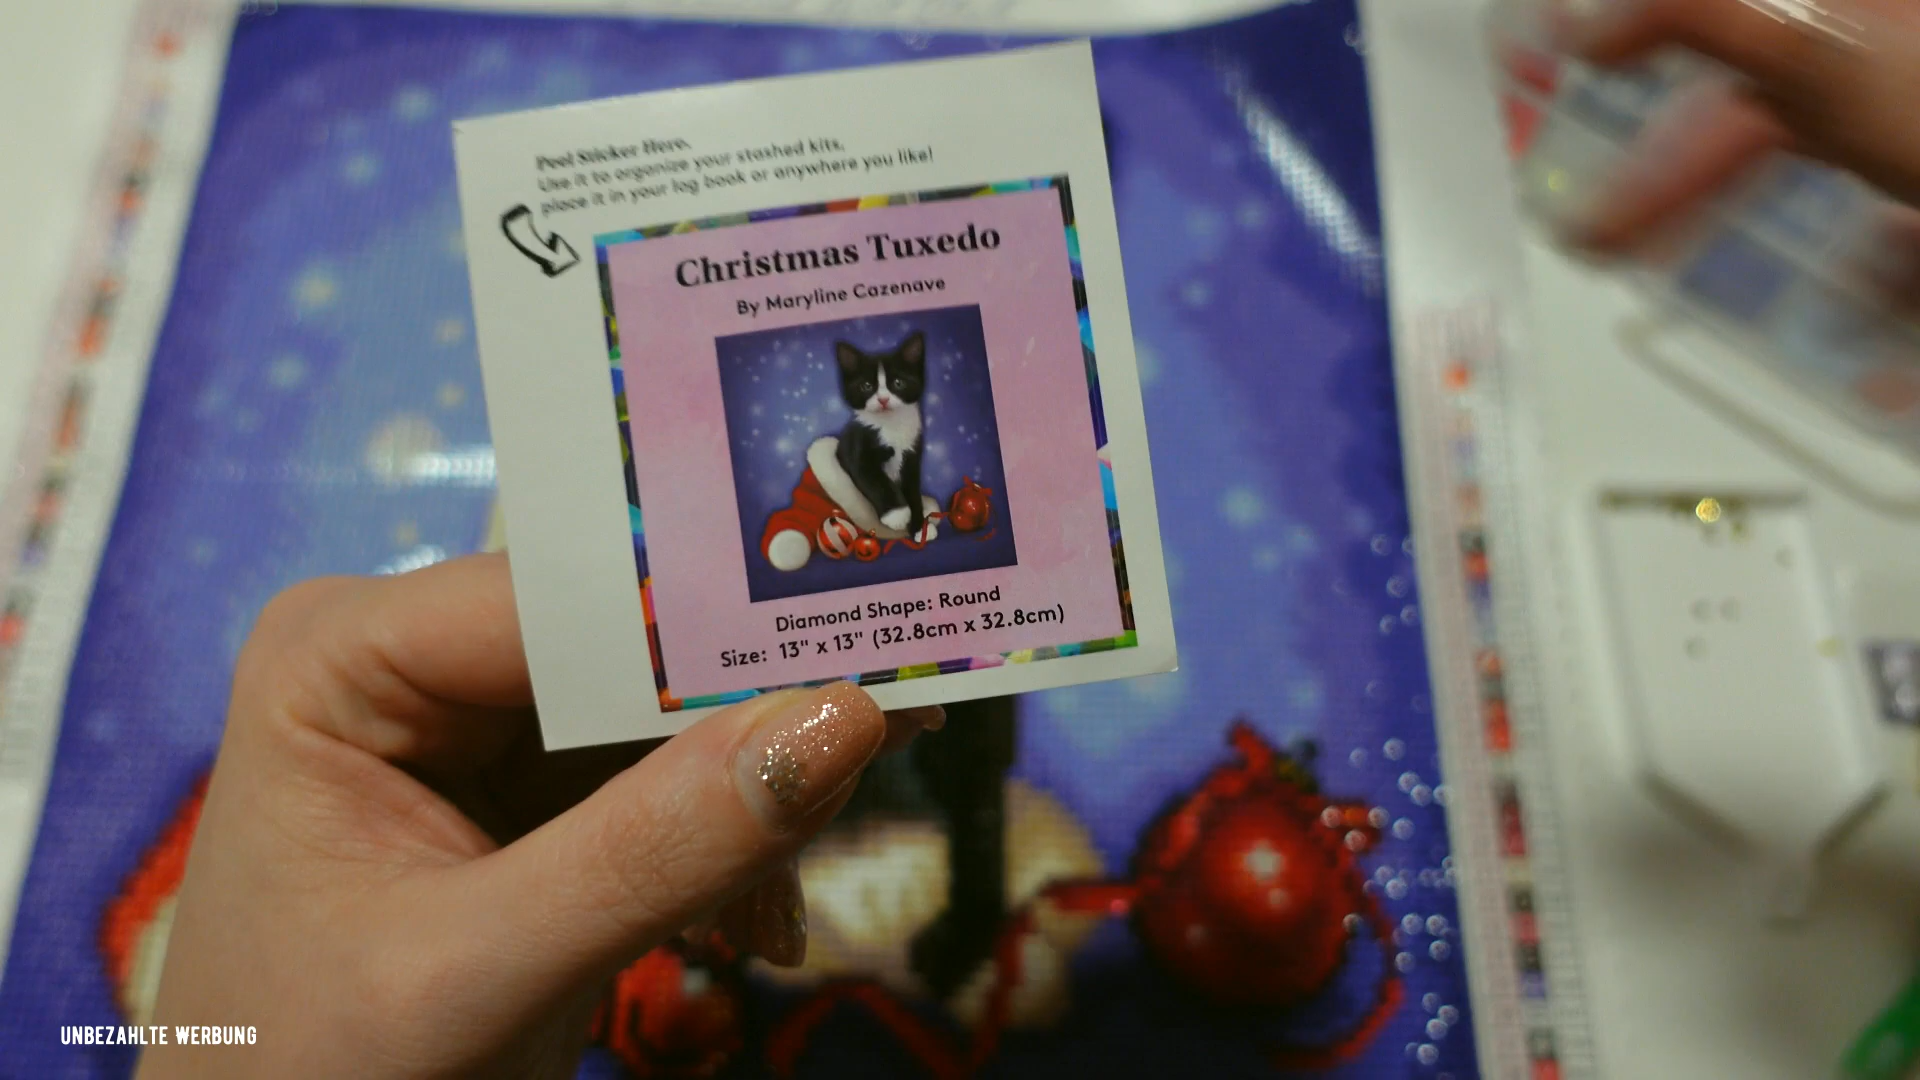 Peel Sticker Here.
Use it to organize your stashed kits,
place it in your log book or anywhere you like!
Christmas Tuxedo
By Maryline Cazenave
Diamond Shape: Round
Size: 13" x 13" (32.8cm x 32.8cm)
UNBEZAHLTE WERBUNG